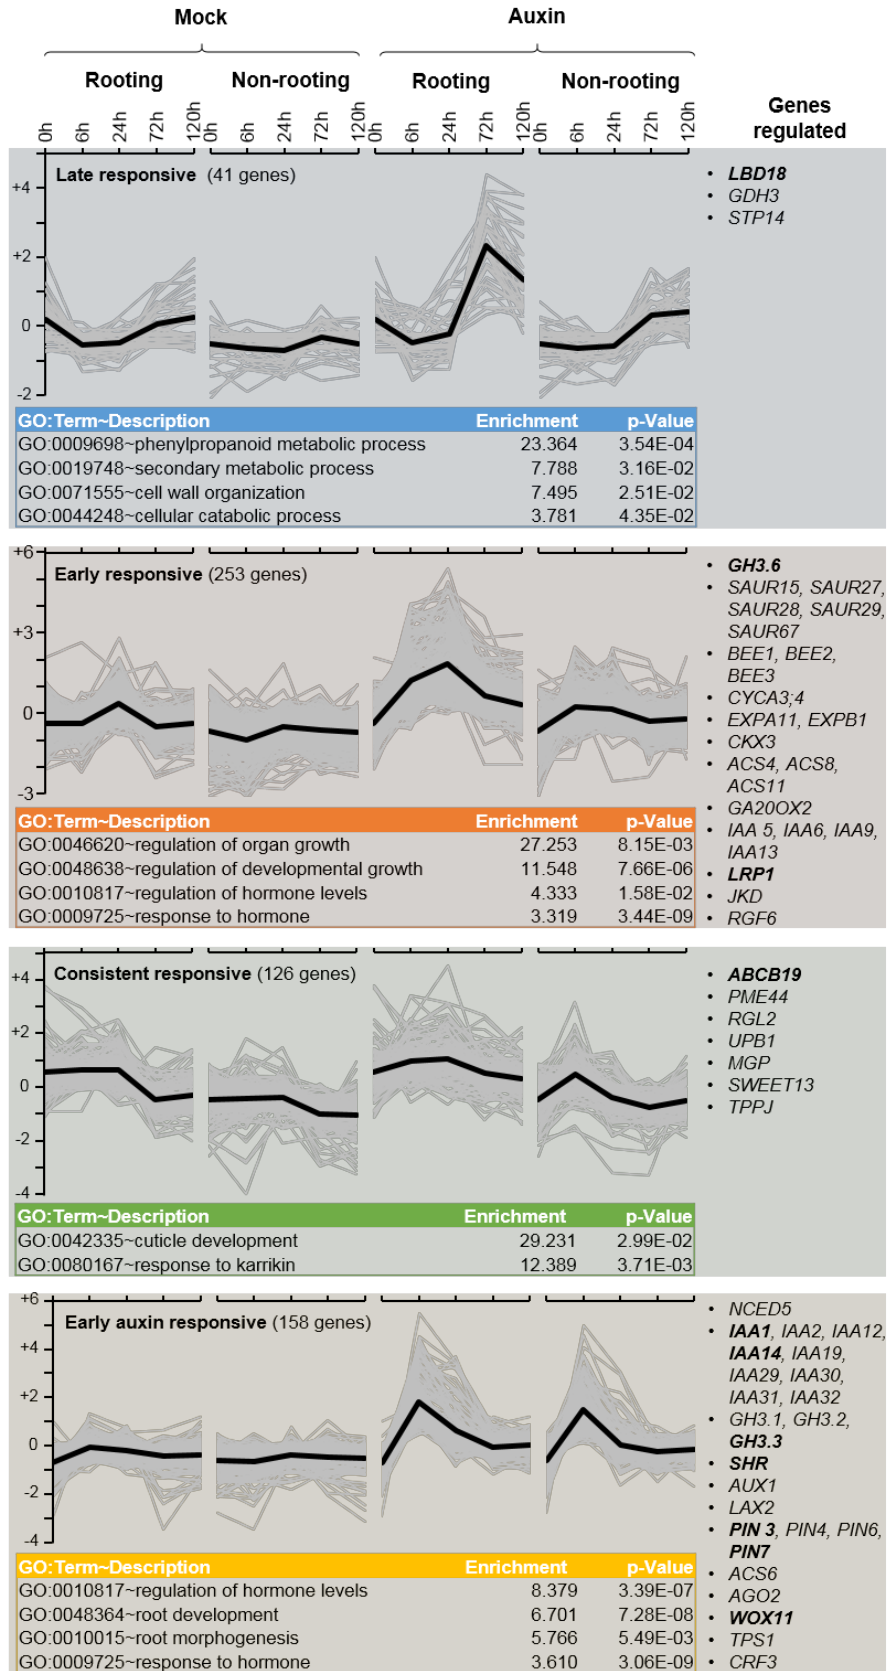 Mock Auxin
Rooting Non-rooting Rooting Non-rooting
0h 6h 24h 72h 120h 0h 6h 24h 72h 120h 0h 6h 24h 72h 120h 0h 6h 24h 72h 120h
Genes
regulated
Late responsive (41 genes)
+4
+2
0
-2
• LBD18
• GDH3
• STP14
GO:Term~Description Enrichment p-Value
GO:0009698~phenylpropanoid metabolic process 23.364 3.54E-04
GO:0019748~secondary metabolic process 7.788 3.16E-02
GO:0071555~cell wall organization 7.495 2.51E-02
GO:0044248~cellular catabolic process 3.781 4.35E-02
Early responsive (253 genes)
+6
+3
0
-3
• GH3.6
• SAUR15, SAUR27,
SAUR28, SAUR29,
SAUR67
• BEE1, BEE2,
BEE3
• CYCA3;4
• EXPA11, EXPB1
• CKX3
• ACS4, ACS8,
ACS11
• GA20OX2
• IAA 5, IAA6, IAA9,
IAA13
• LRP1
• JKD
• RGF6
GO:Term~Description Enrichment p-Value
GO:0046620~regulation of organ growth 27.253 8.15E-03
GO:0048638~regulation of developmental growth 11.548 7.66E-06
GO:0010817~regulation of hormone levels 4.333 1.58E-02
GO:0009725~response to hormone 3.319 3.44E-09
Consistent responsive (126 genes)
+4
+2
0
-2
-4
• ABCB19
• PME44
• RGL2
• UPB1
• MGP
• SWEET13
• TPPJ
GO:Term~Description Enrichment p-Value
GO:0042335~cuticle development 29.231 2.99E-02
GO:0080167~response to karrikin 12.389 3.71E-03
Early auxin responsive (158 genes)
+6
+4
+2
0
-2
-4
• NCED5
• IAA1, IAA2, IAA12,
IAA14, IAA19,
IAA29, IAA30,
IAA31, IAA32
• GH3.1, GH3.2,
GH3.3
• SHR
• AUX1
• LAX2
• PIN 3, PIN4, PIN6,
PIN7
• ACS6
• AGO2
• WOX11
• TPS1
• CRF3
GO:Term~Description Enrichment p-Value
GO:0010817~regulation of hormone levels 8.379 3.39E-07
GO:0048364~root development 6.701 7.28E-08
GO:0010015~root morphogenesis 5.766 5.49E-03
GO:0009725~response to hormone 3.610 3.06E-09